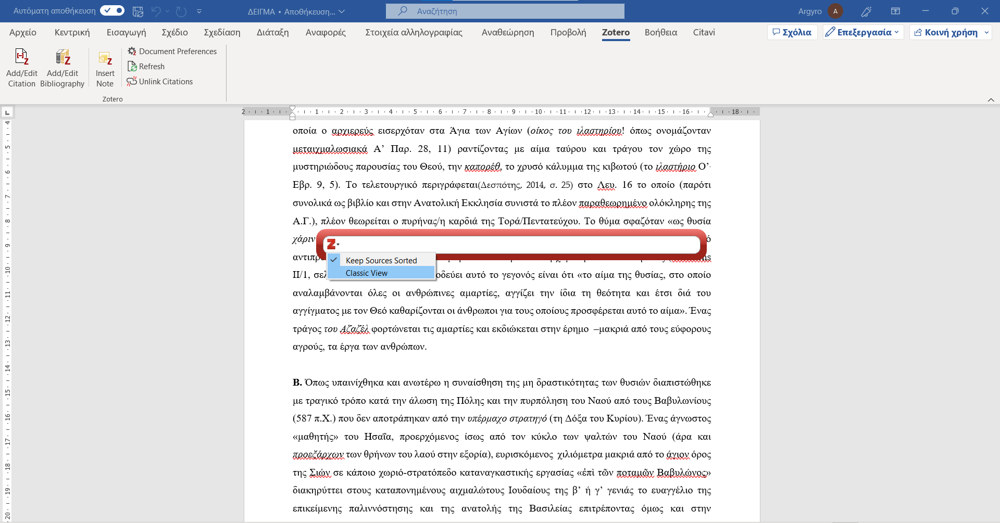 Αυτόματη αποθήκευση
ΔΕΙΓΜΑ • Αποθήκευση...
Αναζήτηση
Argyro
A
Αρχείο Κεντρική Εισαγωγή Σχέδιο Σχεδίαση Διάταξη Αναφορές Στοιχεία αλληλογραφίας Αναθεώρηση Προβολή Zotero Βοήθεια Citavi
Σχόλια Επεξεργασία Κοινή χρήση
Add/Edit Citation
Add/Edit Bibliography
Insert Note
Document Preferences
Refresh
Unlink Citations
Zotero
2 1 1 2 3 4 5 6 7 8 9 10 11 12 13 14 15 16 18
4 5 6 7 8 9 10 11 12 13 14 15 16 17 18 19 20
οποία ο αρχιερεύς εισερχόταν στα Άγια των Αγίων (οίκος του ιλαστηρίου! όπως ονομάζονταν
μεταιχμαλωσιακά Α’ Παρ. 28, 11) ραντίζοντας με αίμα ταύρου και τράγου τον χώρο της
μυστηριώδους παρουσίας του Θεού, την καπορέθ, το χρυσό κάλυμμα της κιβωτού (το ιλαστήριο Ο’·
Εβρ. 9, 5). Το τελετουργικό περιγράφεται(Δεσπότης, 2014, σ. 25) στο Λευ. 16 το οποίο (παρότι
συνολικά ως βιβλίο και στην Ανατολική Εκκλησία συνιστά το πλέον παραθεωρημένο ολόκληρης της
Α.Γ.), πλέον θεωρείται ο πυρήνας/η καρδιά της Τορά/Πεντατεύχου. Το θύμα σφαζόταν «ως θυσία
χάριν
Z
Keep Sources Sorted
Classic View
ΙΙ/1, οδεύει αυτό το γεγονός είναι ότι «το αίμα της θυσίας, στο οποίο
αναλαμβάνονται όλες οι ανθρώπινες αμαρτίες, αγγίζει την ίδια τη θεότητα και έτσι διά του
αγγίγματος με τον Θεό καθαρίζονται οι άνθρωποι για τους οποίους προσφέρεται αυτό το αίμα». Ένας
τράγος του Αζαζέλ φορτώνεται τις αμαρτίες και εκδιώκεται στην έρημο –μακριά από τους εύφορους
αγρούς, τα έργα των ανθρώπων.
Β. Όπως υπαινίχθηκα και ανωτέρω η συναίσθηση της μη δραστικότητας των θυσιών διαπιστώθηκε
με τραγικό τρόπο κατά την άλωση της Πόλης και την πυρπόληση του Ναού από τους Βαβυλωνίους
(587 π.Χ.) που δεν αποτράπηκαν από την υπέρμαχο στρατηγό (τη Δόξα του Κυρίου). Ένας άγνωστος
«μαθητής» του Ησαΐα, προερχόμενος ίσως από τον κύκλο των ψαλτών του Ναού (άρα και
προεξάρχων των θρήνων του λαού στην εξορία), ευρισκόμενος χιλιόμετρα μακριά από το άγιον όρος
της Σιών σε κάποιο χωριό-στρατόπεδο καταναγκαστικής εργασίας «ἐπὶ τῶν ποταμῶν Βαβυλώνος»
διακηρύττει στους καταπονημένους αιχμαλώτους Ιουδαίους της β’ ή γ’ γενιάς το ευαγγέλιο της
επικείμενης παλιννόστησης και της ανατολής της Βασιλείας επιτρέποντας όμως και στην